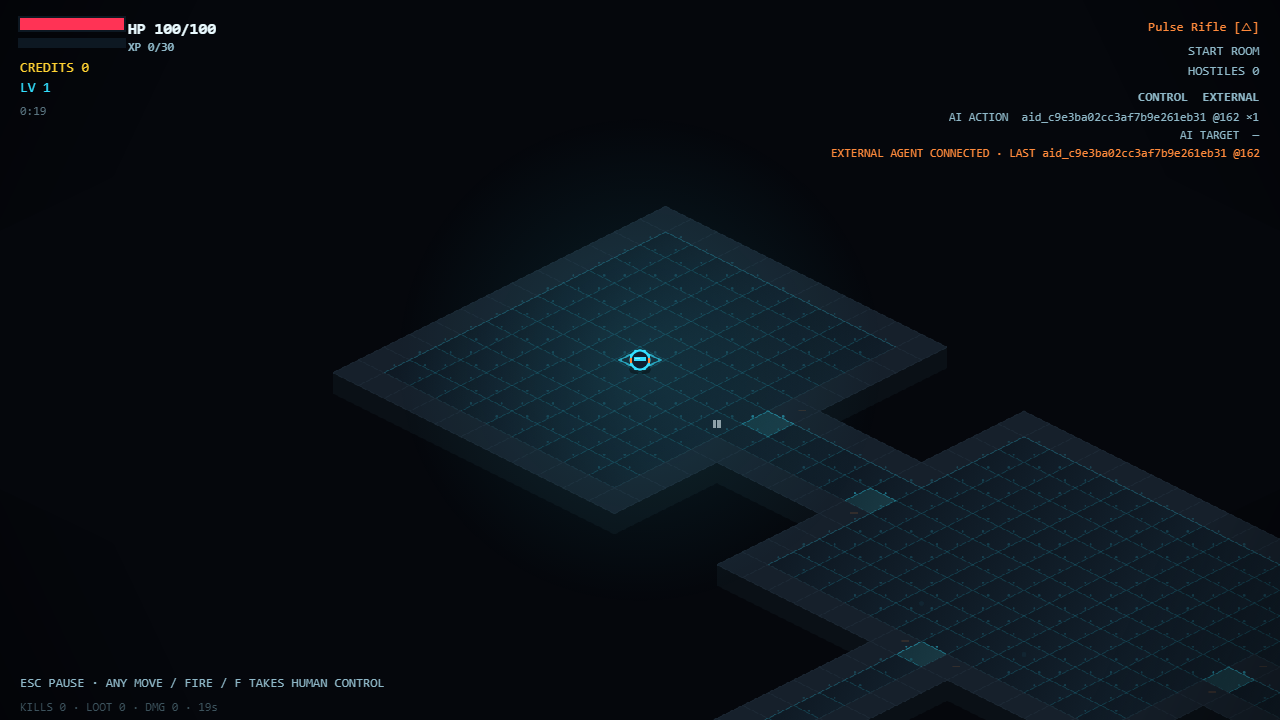 HP 100/100
XP 0/30
CREDITS 0
LV 1
0:19
Pulse Rifle [△]
START ROOM
HOSTILES 0
CONTROL EXTERNAL
AI ACTION aid_c9e3ba02cc3af7b9e261eb31 @162 ×1
AI TARGET —
EXTERNAL AGENT CONNECTED · LAST aid_c9e3ba02cc3af7b9e261eb31 @162
ESC PAUSE · ANY MOVE / FIRE / F TAKES HUMAN CONTROL
KILLS 0 · LOOT 0 · DMG 0 · 19s